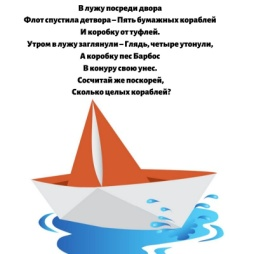 В лужу посреди двора
Флот спустила детвора – Пять бумажных кораблей
И коробку от туфлей.
Утром в лужу заглянули – Глядь, четыре утонули,
А коробку пес Барбос
В конуру свою унес.
Сосчитай же поскорей,
Сколько целых кораблей?